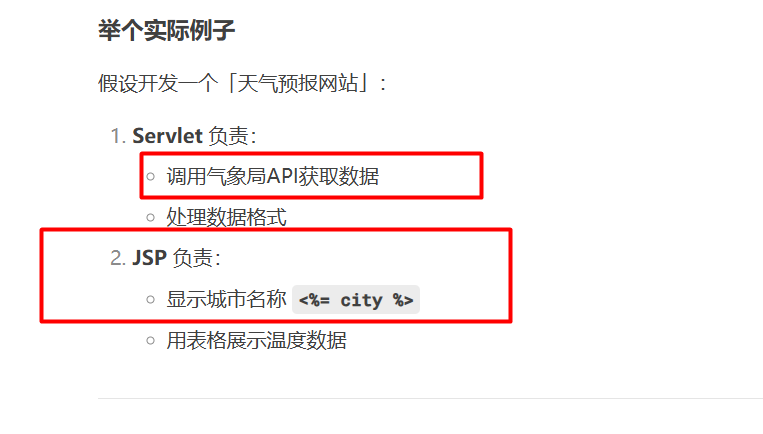 举个实际例子
假设开发一个「天气预报网站」：
1. Servlet 负责：
◦ 调用气象局API获取数据
◦ 处理数据格式
2. JSP 负责：
◦ 显示城市名称 <%= city %>
◦ 用表格展示温度数据